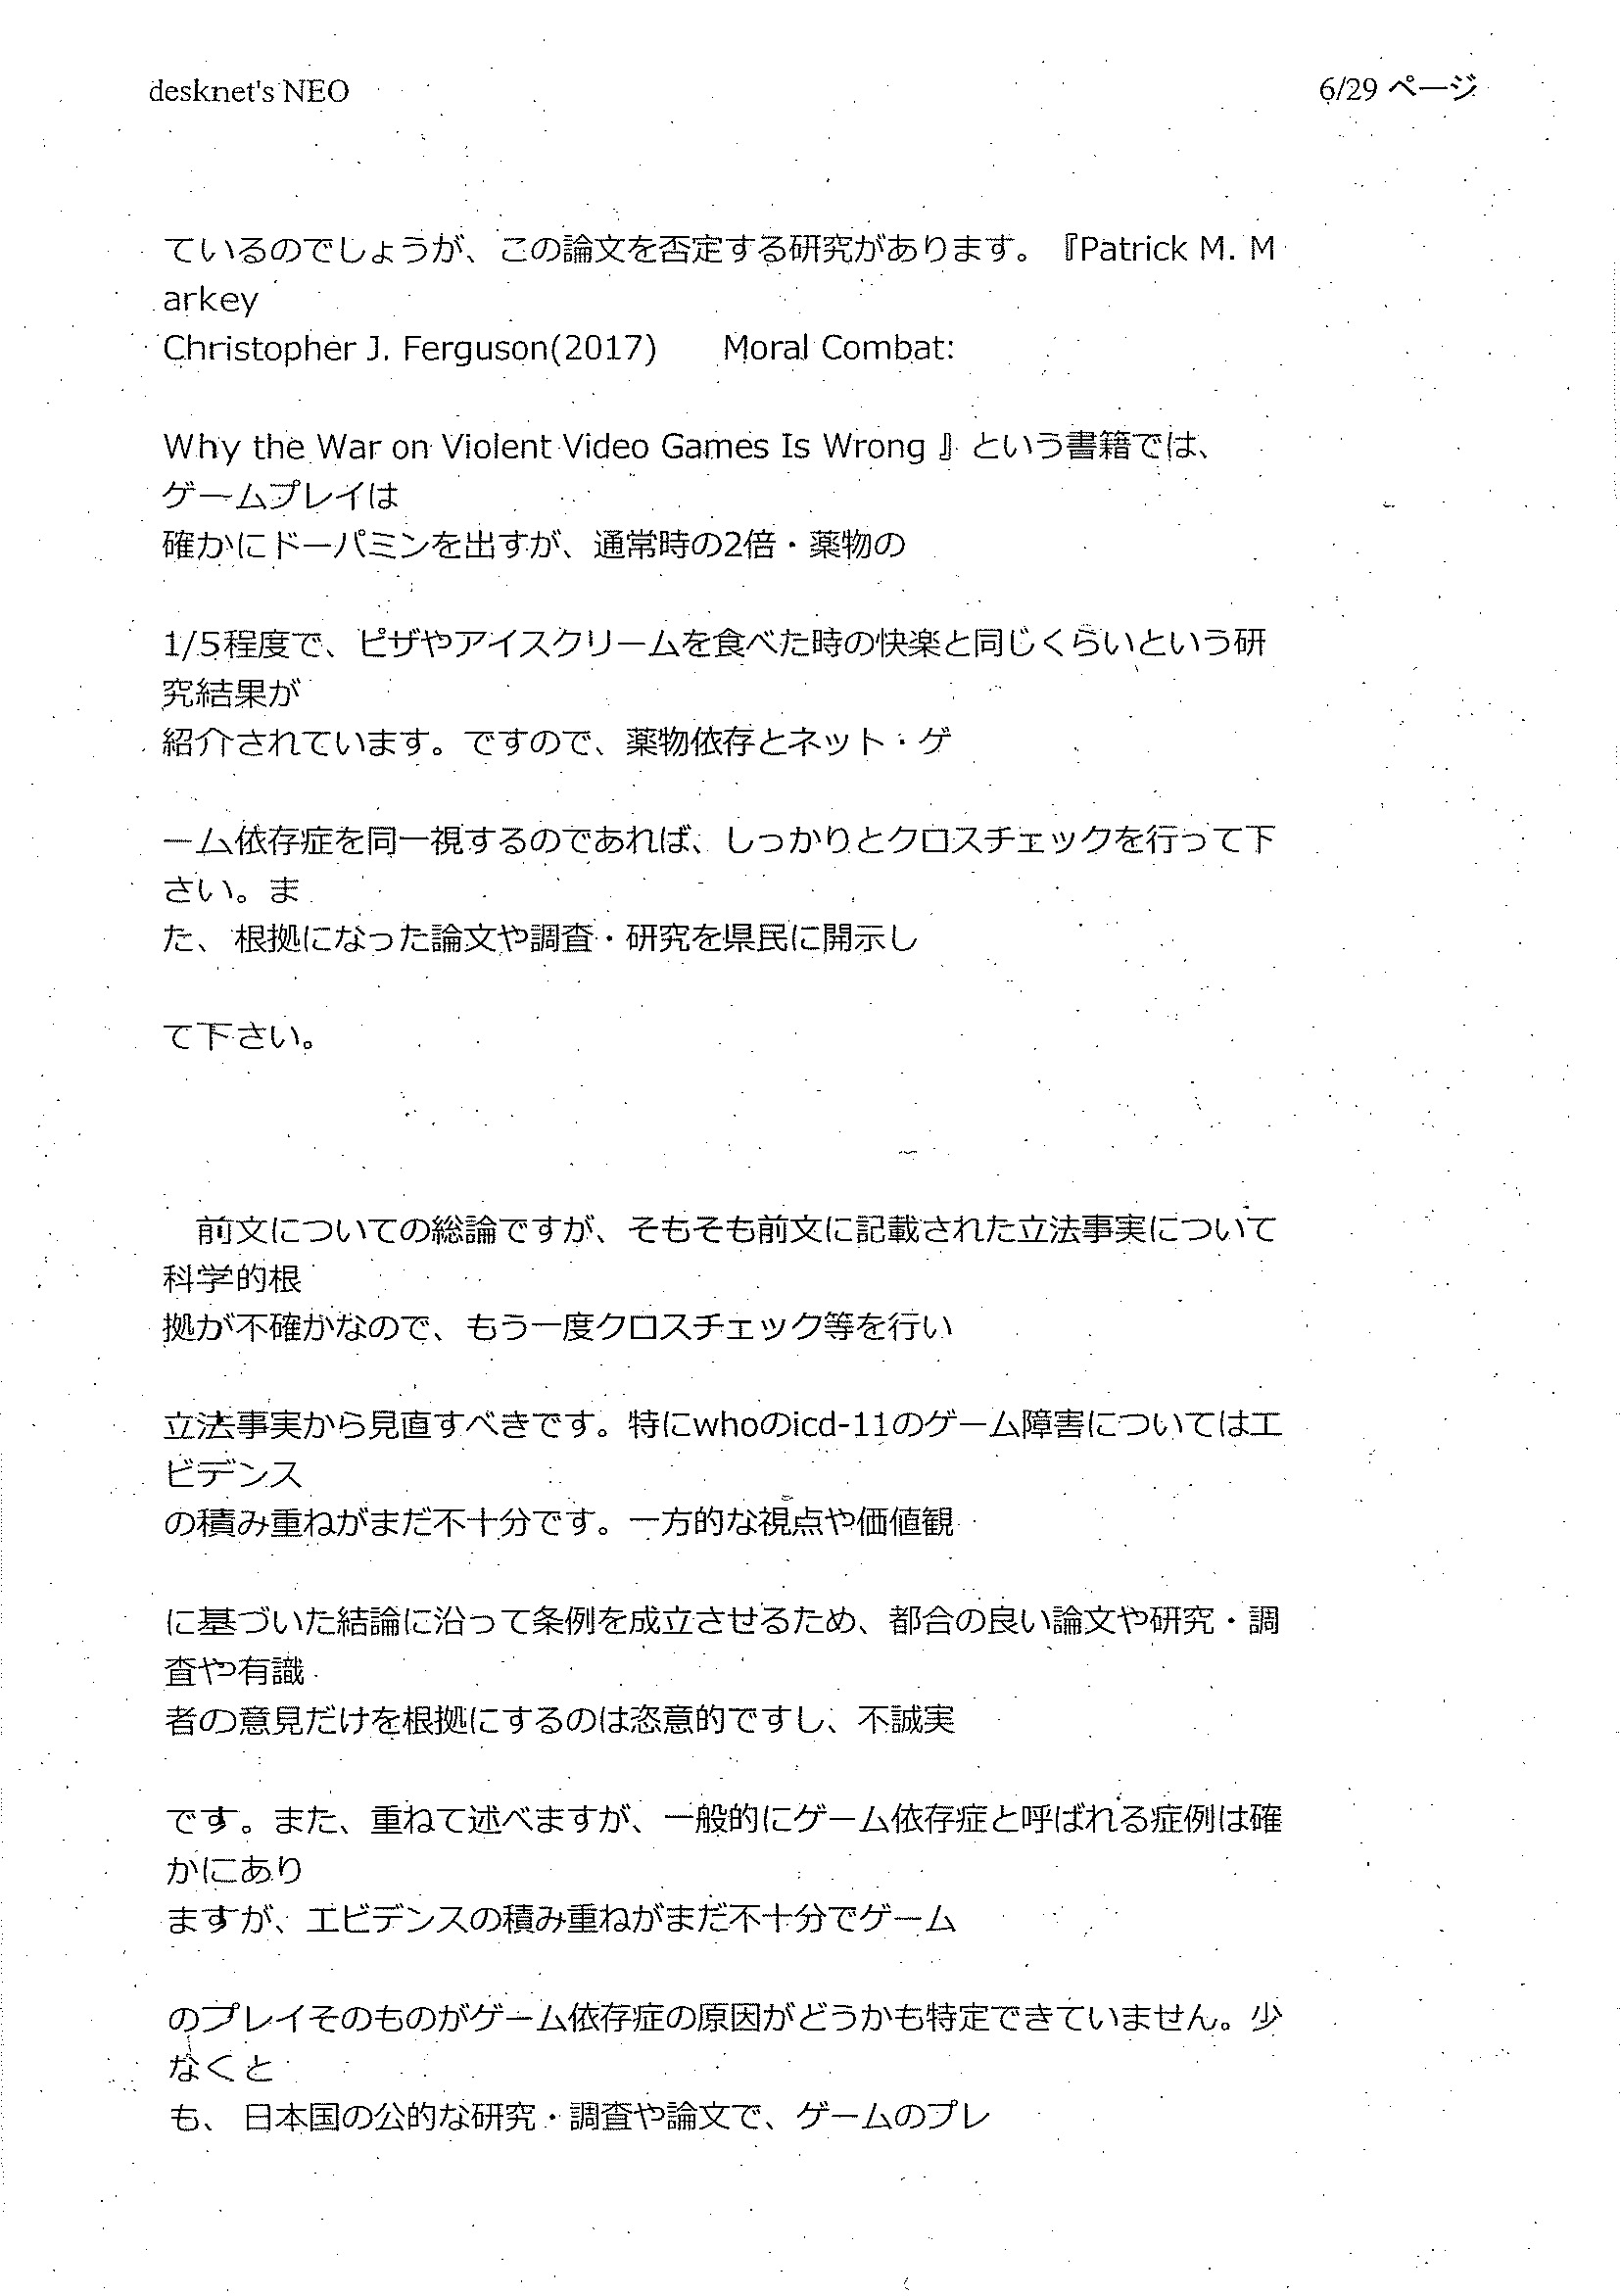 desknet's NEO
6/29 ページ
ているのでしょうが、この論文を否定する研究があります。『Patrick M. M
arkey
Christopher J. Ferguson(2017)　　Moral Combat:
Why the War on Violent Video Games Is Wrong 』という書籍では、
ゲームプレイは
確かにドーパミンを出すが、通常時の2倍・薬物の
1/5程度で、ピザやアイスクリームを食べた時の快楽と同じくらいという研
究結果が
紹介されています。ですので、薬物依存とネット・ゲ
ーム依存症を同一視するのであれば、しっかりとクロスチェックを行って下
さい。ま
た、 根拠になった論文や調査・研究を県民に開示し
て下さい。
　前文についての総論ですが、そもそも前文に記載された立法事実について
科学的根
拠が不確かなので、もう一度クロスチェック等を行い
立法事実から見直すべきです。特にwhoのicd-11のゲーム障害についてはエ
ビデンス
の積み重ねがまだ不十分です。一方的な視点や価値観
に基づいた結論に沿って条例を成立させるため、都合の良い論文や研究・調
査や有識
者の意見だけを根拠にするのは恣意的ですし、不誠実
です。また、重ねて述べますが、一般的にゲーム依存症と呼ばれる症例は確
かにあり
ますが、エビデンスの積み重ねがまだ不十分でゲーム
のプレイそのものがゲーム依存症の原因がどうかも特定できていません。少
なくと
も、 日本国の公的な研究・調査や論文で、ゲームのプレ